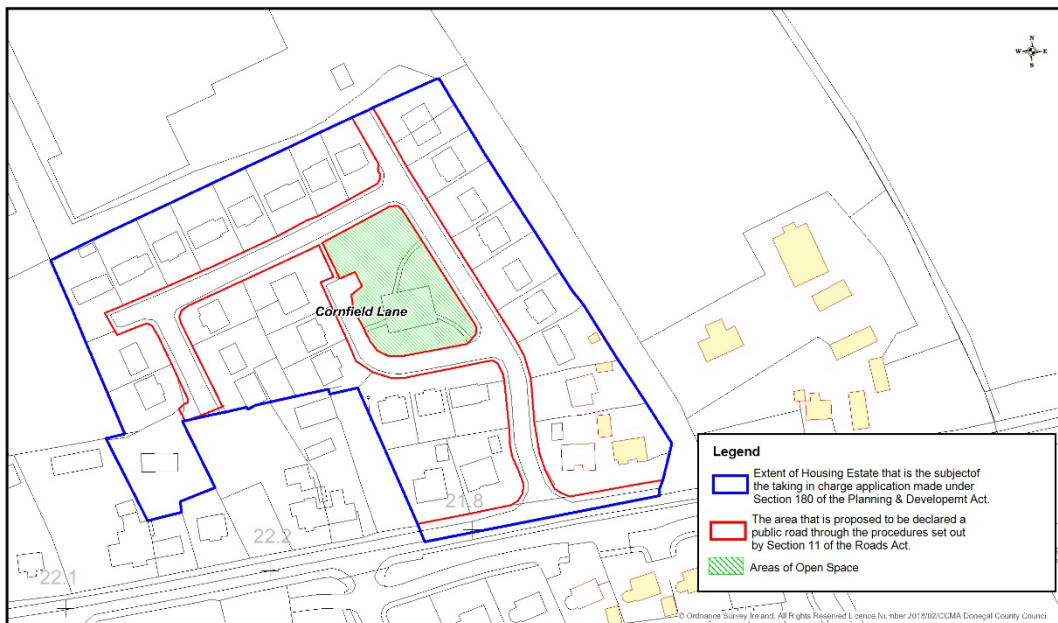 N
W E
S
Cornfield Lane
21.8
22.2
22.1
Legend
Extent of Housing Estate that is the subjectof
the taking in charge application made under
Section 180 of the Planning & Developemt Act.
The area that is proposed to be declared a
public road through the procedures set out
by Section 11 of the Roads Act.
Areas of Open Space
© Ordnance Survey Ireland. All Rights Reserved Licence Number 2018/02/CCMA Donegal County Council